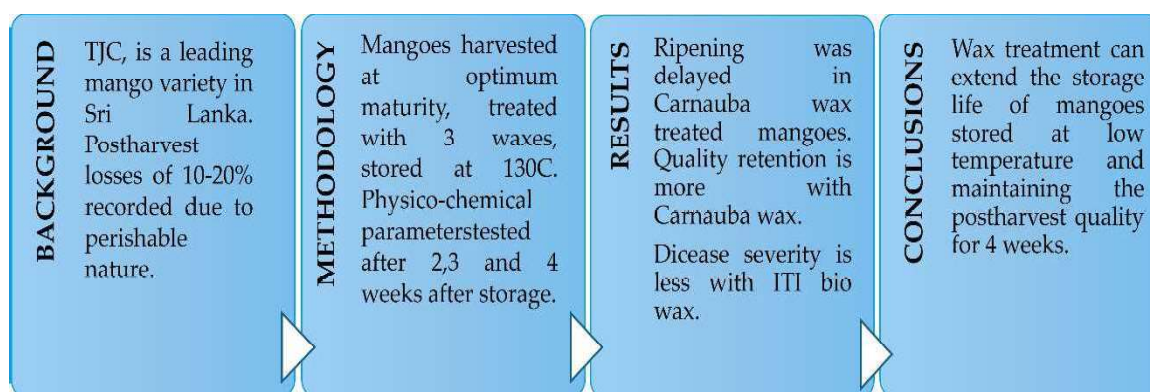 BACKGROUND
TJC, is a leading
mango variety in
Sri Lanka.
Postharvest
losses of 10-20%
recorded due to
perishable
nature.
METHODOLOGY
Mangoes harvested
at optimum
maturity, treated
with 3 waxes,
stored at 130C.
Physico-chemical
parameterstested
after 2,3 and 4
weeks after storage.
RESULTS
Ripening was
delayed in
Carnauba wax
treated mangoes.
Quality retention is
more with
Carnauba wax.
Dicease severity is
less with ITI bio
wax.
CONCLUSIONS
Wax treatment can
extend the storage
life of mangoes
stored at low
temperature and
maintaining the
postharvest quality
for 4 weeks.